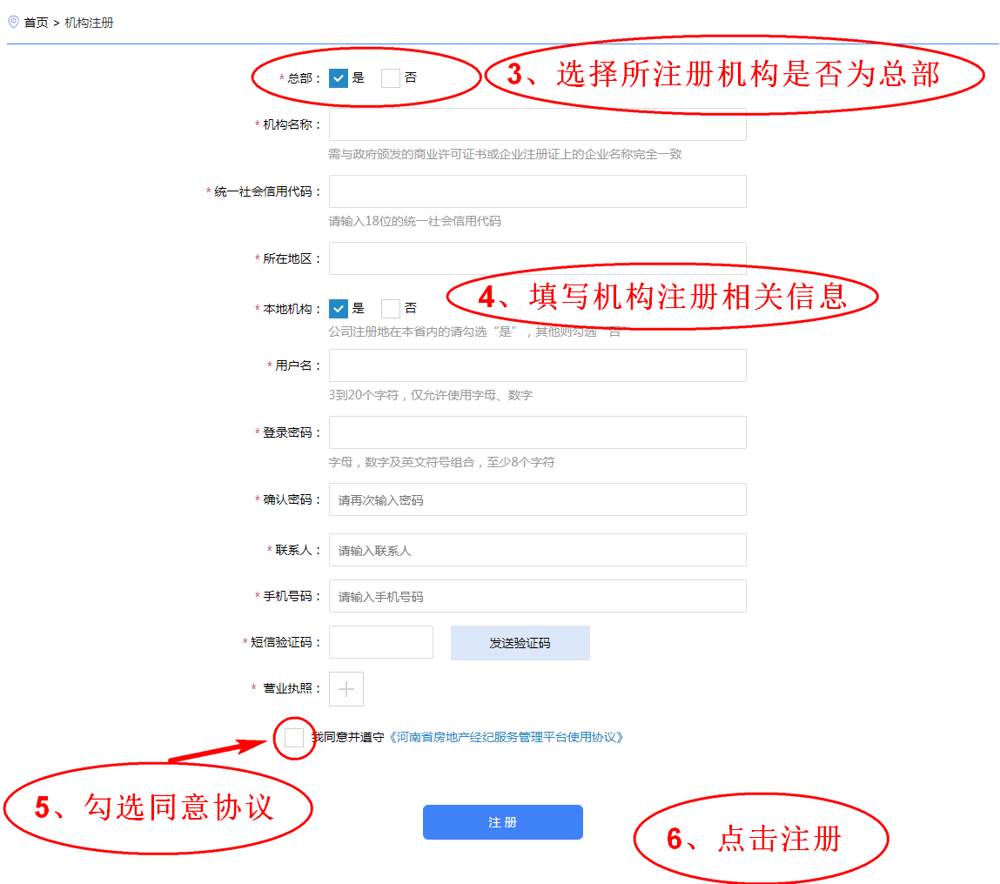 首页 > 机构注册
* 总部： 是 否
3、选择所注册机构是否为总部
* 机构名称：
需与政府颁发的商业许可证书或企业注册证上的企业名称完全一致
* 统一社会信用代码：
请输入18位的统一社会信用代码
* 所在地区：
4、填写机构注册相关信息
* 本地机构： 是 否
公司注册地在本省内的请勾选“是”，其他则勾选“否”
* 用户名：
3到20个字符，仅允许使用字母、数字
* 登录密码：
字母，数字及英文符号组合，至少8个字符
* 确认密码： 请再次输入密码
* 联系人： 请输入联系人
* 手机号码： 请输入手机号码
* 短信验证码： 发送验证码
* 营业执照：
我同意并遵守《河南省房地产经纪服务管理平台使用协议》
5、勾选同意协议
注 册
6、点击注册